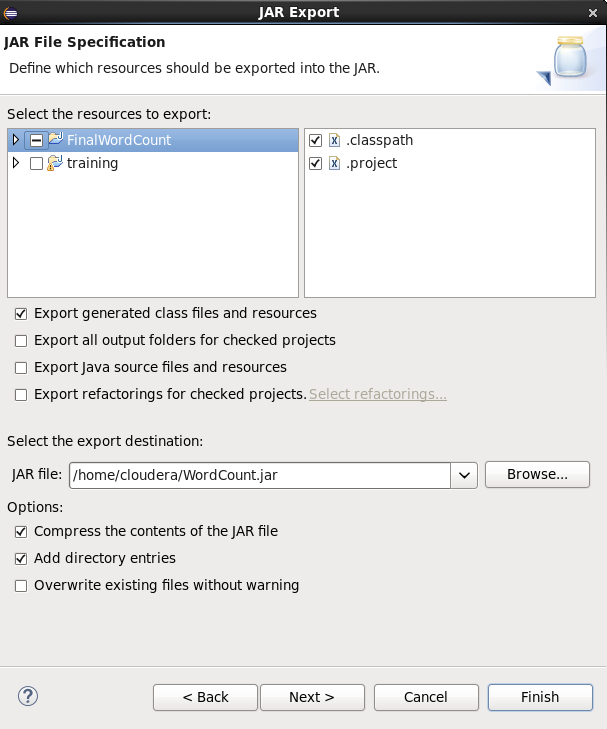 JAR Export
JAR File Specification
Define which resources should be exported into the JAR.
Select the resources to export:
FinalWordCount
training
.classpath
.project
Export generated class files and resources
Export all output folders for checked projects
Export Java source files and resources
Export refactorings for checked projects. Select refactorings...
Select the export destination:
JAR file: /home/cloudera/WordCount.jar Browse...
Options:
Compress the contents of the JAR file
Add directory entries
Overwrite existing files without warning
< Back Next > Cancel Finish